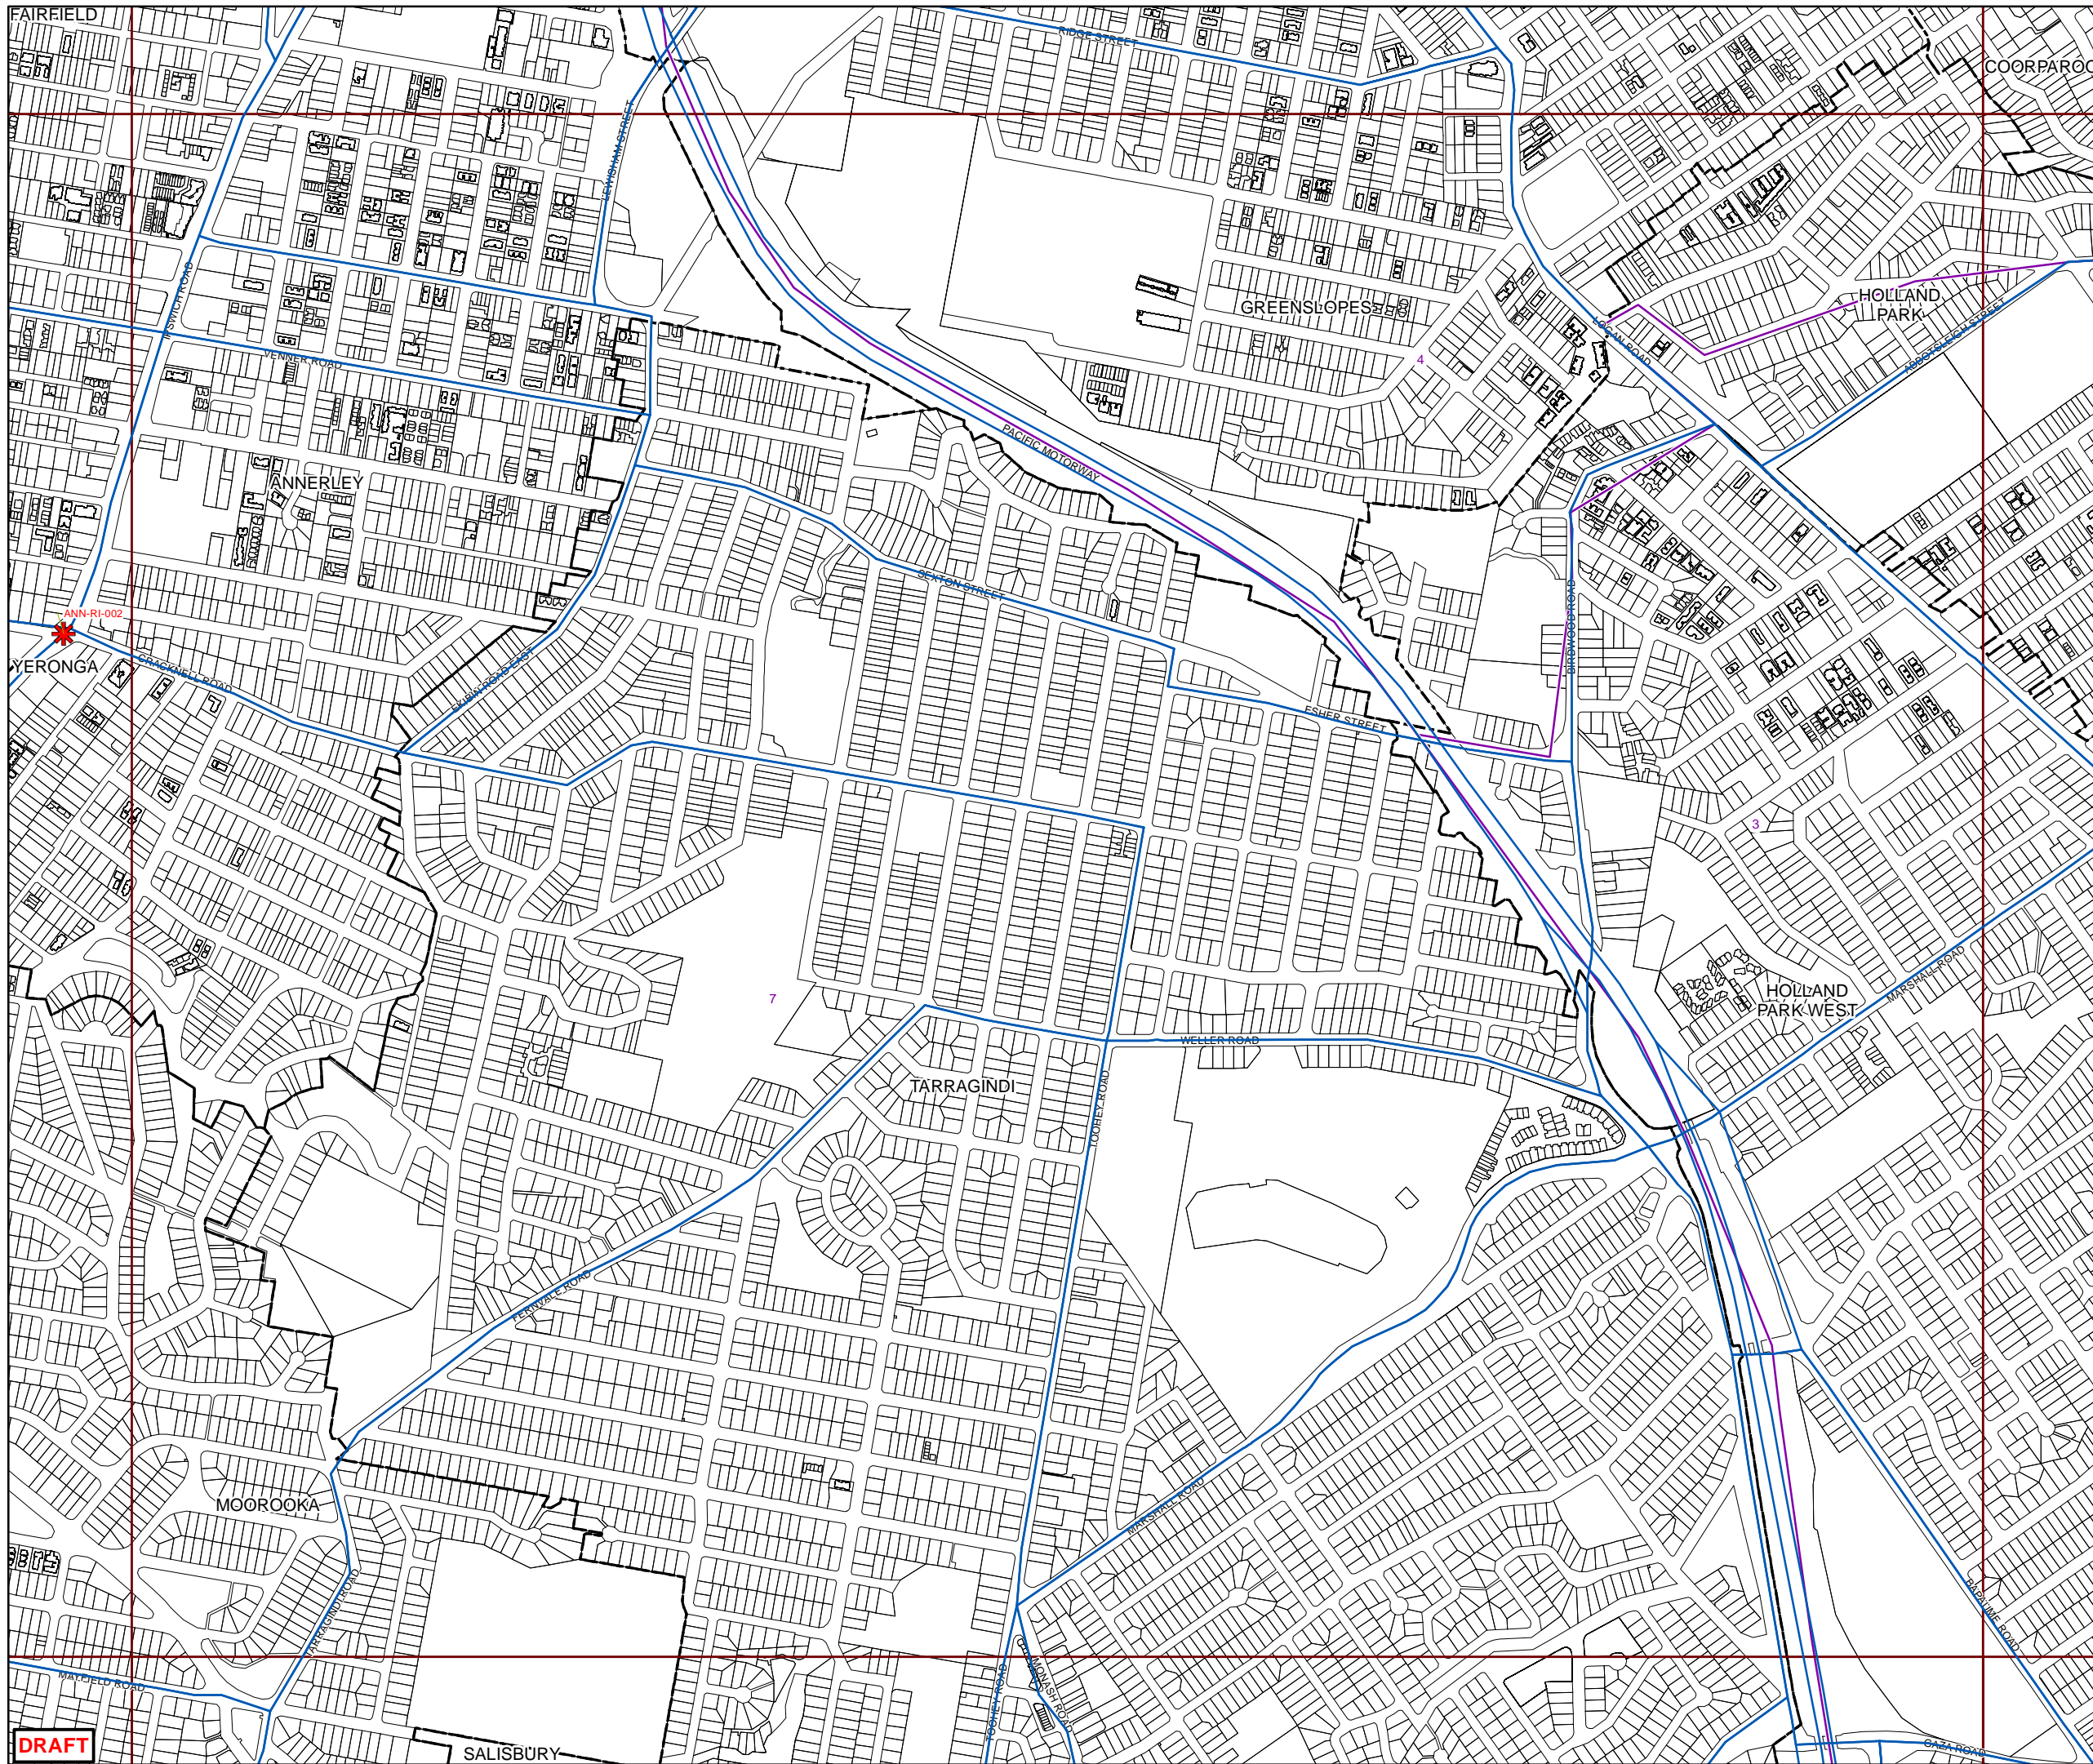 FAIRFIELD
RIDGE STREET
COORPAROO
LEWISHAM STREET
IPSWICH ROAD
GREENSLOPES
HOLLAND
PARK
LOGAN ROAD
ABBOTSLEIGH STREET
VENNER ROAD
4
PACIFIC MOTORWAY
ANNERLEY
SEXTON STREET
BIRDWOOD ROAD
ANN-RI-002
YERONGA
CRACKNELL ROAD
EKIBIN ROAD EAST
ESHER STREET
3
7
HOLLAND
PARK WEST
MARSHALL ROAD
WELLER ROAD
TARRAGINDI
TOOHEY ROAD
FERNVALE ROAD
MOOROOKA
MARSHALL ROAD
TARRAGINDI ROAD
BAPAUME ROAD
MAYFIELD ROAD
TOOHEY ROAD
MONASH ROAD
DRAFT
SALISBURY
GAZA ROAD